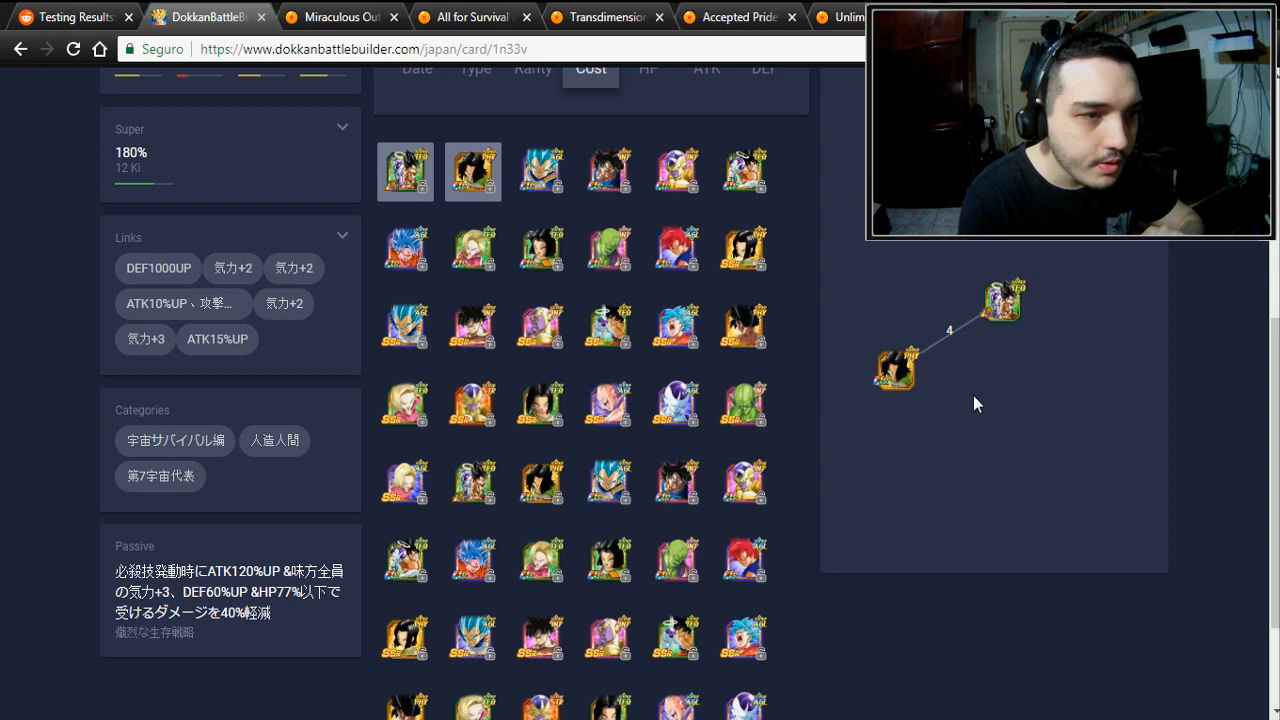 Testing Results:
DokkanBattleB
Miraculous Out
All for Survival
Transdimension
Accepted Pride
Unlim
Seguro
https://www.dokkanbattlebuilder.com/japan/card/1n33v
Date Type Rarity Cost HP ATK DEF
Super
180%
12 Ki
Links
DEF1000UP
気力+2
気力+2
ATK10%UP、攻撃...
気力+2
気力+3
ATK15%UP
Categories
宇宙サバイバル編
人造人間
第7宇宙代表
Passive
必殺技発動時にATK120%UP &味方全員
の気力+3、DEF60%UP &HP77%以下で
受けるダメージを40%軽減
熾烈な生存戦略
4